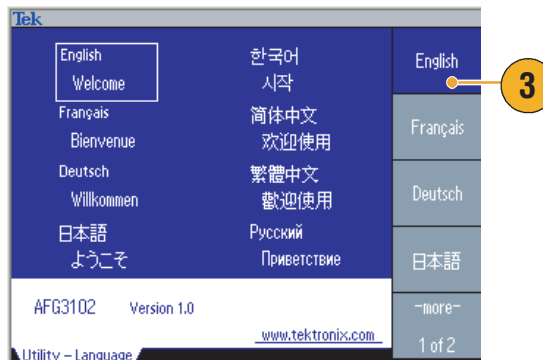 Tek
English
Welcome
Français
Bienvenue
Deutsch
Willkommen
日本語
ようこそ
한국어
시작
简体中文
欢迎使用
繁體中文
歡迎使用
Русский
Приветствие
English
Français
Deutsch
日本語
-more-
1 of 2
3
AFG3102 Version 1.0
www.tektronix.com
Utility - Language